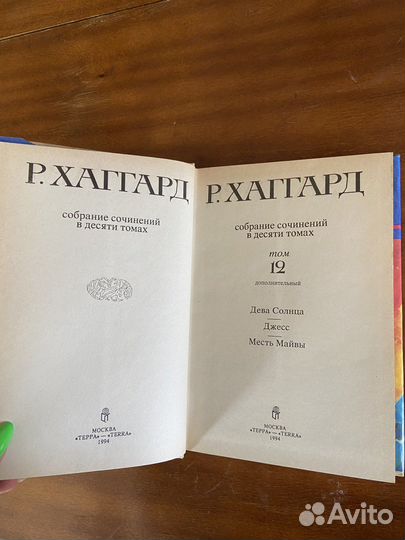 Р. ХАГГАРД
собрание сочинений
в десяти томах
МОСКВА
«ТЕРРА» — «TERRA»
1994
Р. ХАГГАРД
собрание сочинений
в десяти томах
том
12
дополнительный
Дева Солнца
Джесс
Месть Майвы
МОСКВА
«ТЕРРА» — «TERRA»
1994
Avito